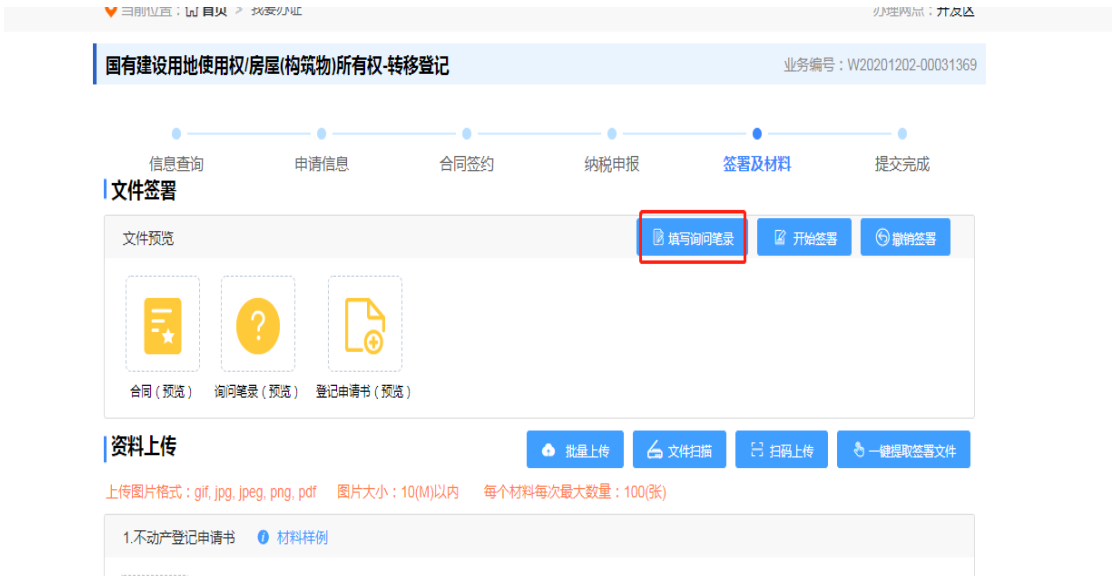 当前位置：首页 > 我要办证 办理网点：开发区
国有建设用地使用权/房屋(构筑物)所有权-转移登记 业务编号：W20201202-00031369
信息查询 申请信息 合同签约 纳税申报 签署及材料 提交完成
文件签署
文件预览 填写询问笔录 开始签署 撤销签署
合同（预览） 询问笔录（预览） 登记申请书（预览）
资料上传 批量上传 文件扫描 扫码上传 一键提取签署文件
上传图片格式：gif, jpg, jpeg, png, pdf 图片大小：10(M)以内 每个材料每次最大数量：100(张)
1.不动产登记申请书 材料样例